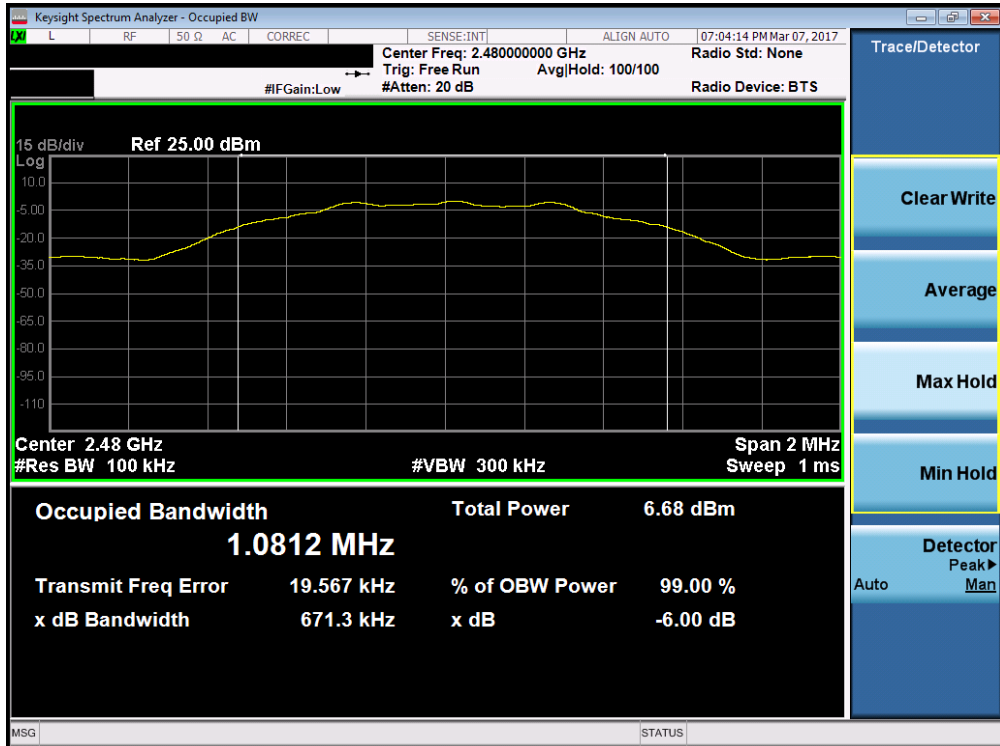 Keysight Spectrum Analyzer - Occupied BW
LXI L RF 50 Ω AC CORREC SENSE:INT ALIGN AUTO 07:04:14 PM Mar 07, 2017
Center Freq: 2.480000000 GHz Radio Std: None
Trig: Free Run Avg|Hold: 100/100
#IFGain:Low #Atten: 20 dB Radio Device: BTS
15 dB/div Ref 25.00 dBm
Log
10.0
-5.00
-20.0
-35.0
-50.0
-65.0
-80.0
-95.0
-110
Center 2.48 GHz Span 2 MHz
#Res BW 100 kHz #VBW 300 kHz Sweep 1 ms
Occupied Bandwidth Total Power 6.68 dBm
1.0812 MHz
Transmit Freq Error 19.567 kHz % of OBW Power 99.00 %
x dB Bandwidth 671.3 kHz x dB -6.00 dB
Trace/Detector
Clear Write
Average
Max Hold
Min Hold
Detector
Peak▶
Auto Man
MSG STATUS